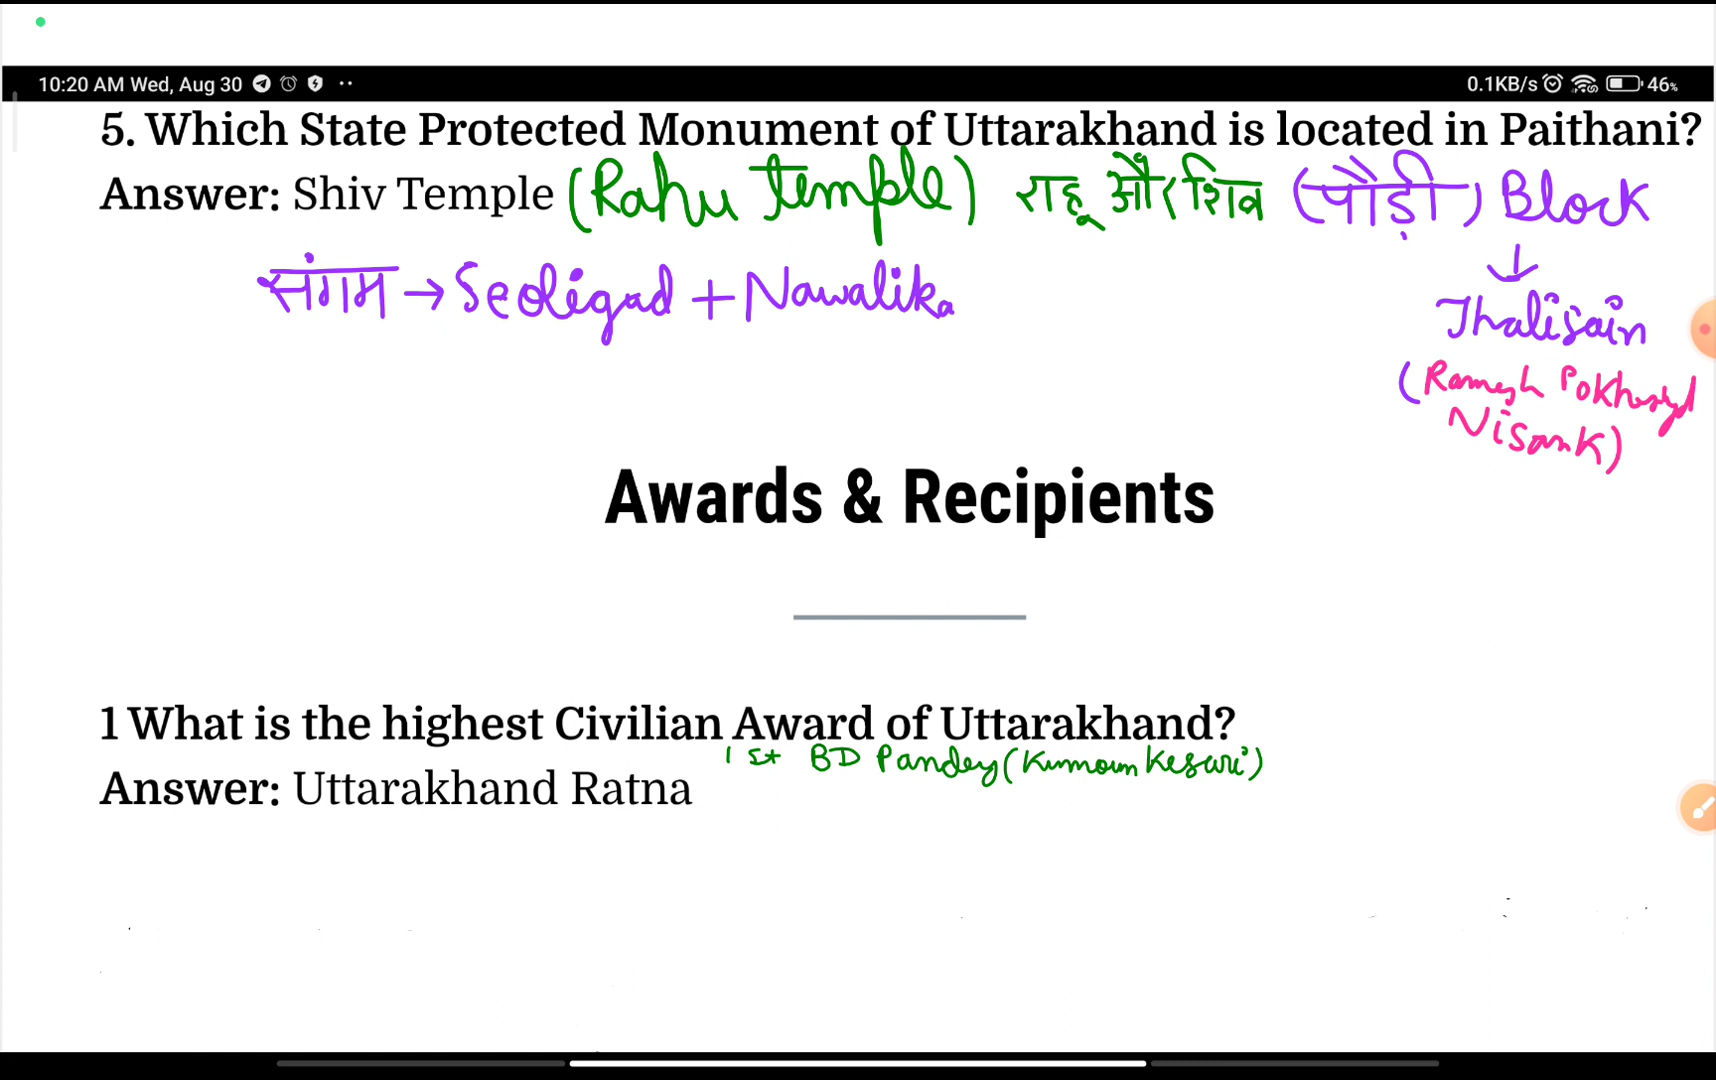 10:20 AM Wed, Aug 30 0.1KB/s 46%
5. Which State Protected Monument of Uttarakhand is located in Paithani?
Answer: Shiv Temple (Rahu temple) राहू और शिव (पौड़ी) Block
संगम → Seoligad + Nawalika
Thalisain
(Ramesh Pokhriyal
Nisank)
Awards & Recipients
1 What is the highest Civilian Award of Uttarakhand?
1st BD Pandey (Kumoun Kesari)
Answer: Uttarakhand Ratna